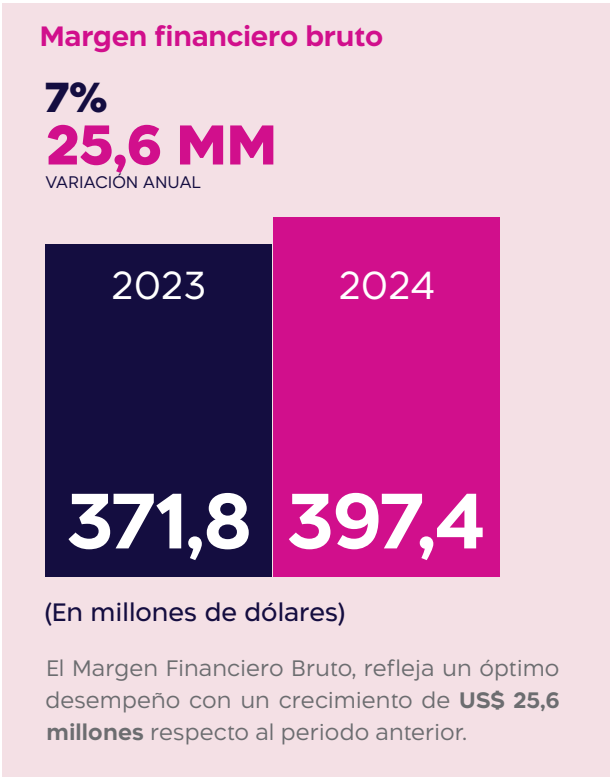 Margen financiero bruto
7%
25,6 MM
VARIACIÓN ANUAL
2023
2024
371,8
397,4
(En millones de dólares)
El Margen Financiero Bruto, refleja un óptimo
desempeño con un crecimiento de US$ 25,6
millones respecto al periodo anterior.